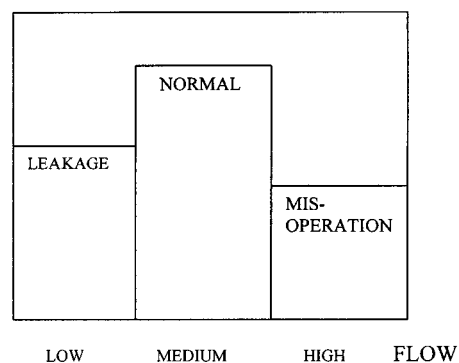 NORMAL
LEAKAGE
MIS-
OPERATION
LOW MEDIUM HIGH FLOW